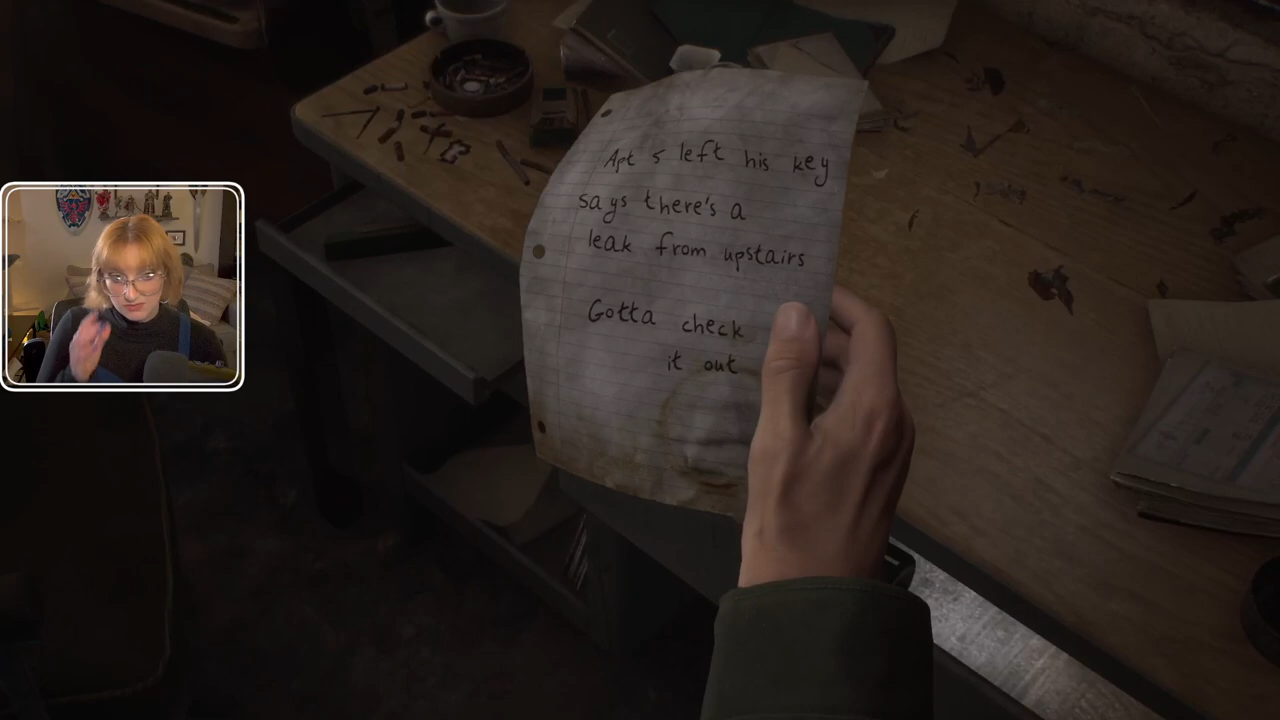 Apt 5 left his key
says there's a
leak from upstairs
Gotta check
it out